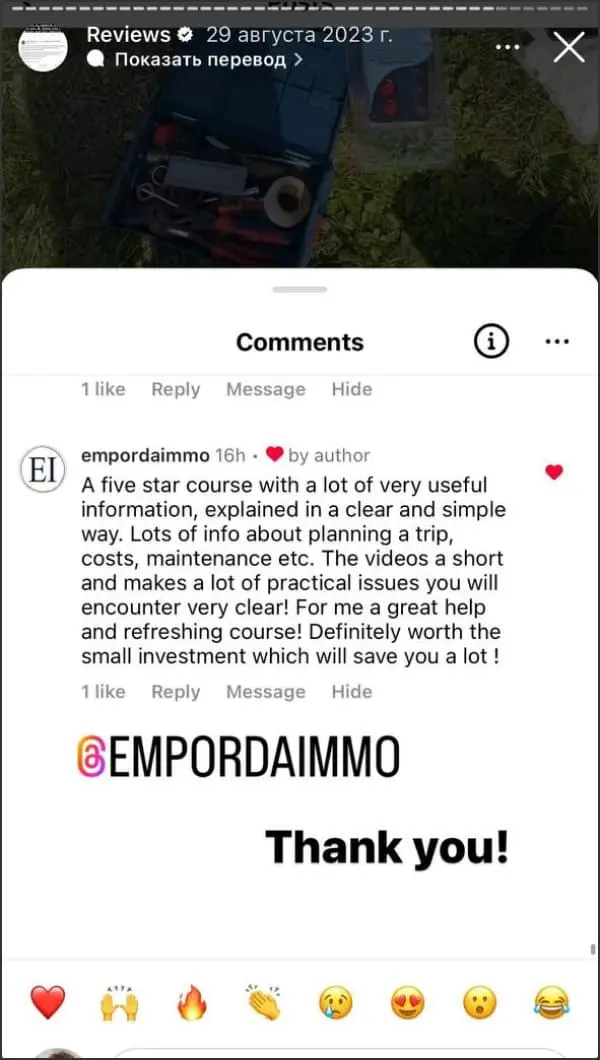 Reviews 29 августа 2023 г.
Показать перевод >
Comments
1 like Reply Message Hide
EI
empordaimmo 16h • by author
A five star course with a lot of very useful
information, explained in a clear and simple
way. Lots of info about planning a trip,
costs, maintenance etc. The videos a short
and makes a lot of practical issues you will
encounter very clear! For me a great help
and refreshing course! Definitely worth the
small investment which will save you a lot !
1 like Reply Message Hide
@EMPORDAIMMO
Thank you!